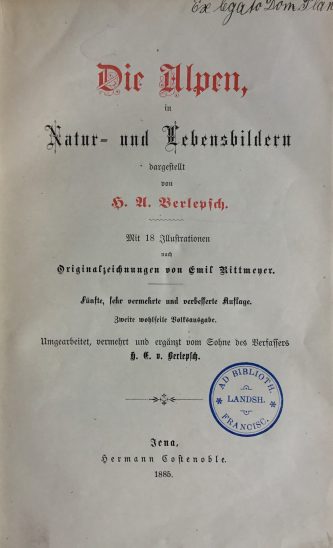 Ex legato Dom. Plan
Die Alpen,
in
Natur- und Lebensbildern
dargestellt
von
H. A. Berlepsch.
Mit 18 Illustrationen
nach
Originalzeichnungen von Emil Rittmeyer.
Fünfte, sehr vermehrte und verbesserte Auflage.
Zweite wohlfeile Volksausgabe.
Umgearbeitet, vermehrt und ergänzt vom Sohne des Verfassers
H. E. v. Berlepsch.
AD BIBLIOTH.
LANDSH.
FRANCISC.
Jena,
Hermann Costenoble.
1885.